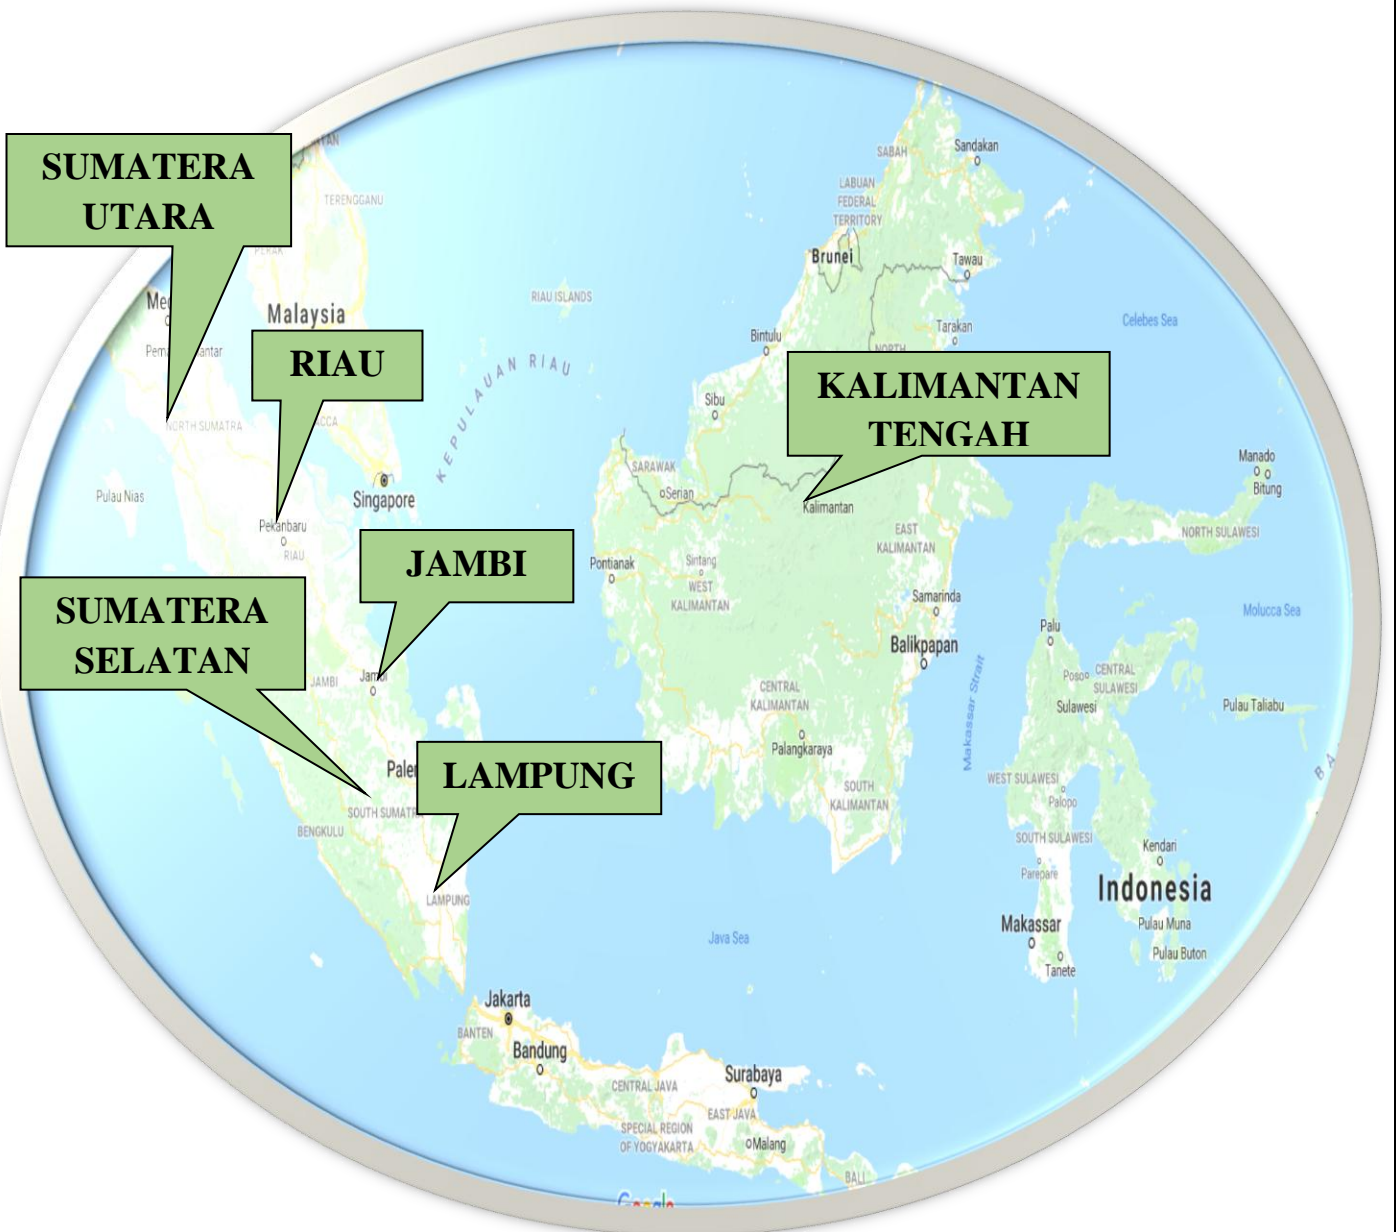 SUMATERA
UTARA
TERENGGANU
PERAK
Malaysia
RIAU
NORTH SUMATRA
Pulau Nias
Singapore
Pekanbaru
RIAU
RIAU ISLANDS
KEPULAUAN RIAU
JAMBI
SUMATERA
SELATAN
JAMBI
LAMPUNG
SOUTH SUMATRA
BENGKULU
LAMPUNG
SABAH
Sandakan
LABUAN
FEDERAL
TERRITORY
Brunei
Tawau
Bintulu
Tarakan
NORTH
Celebes Sea
KALIMANTAN
TENGAH
Sibu
SARAWAK
Serian
Kalimantan
EAST
KALIMANTAN
Pontianak
Sintang
WEST
KALIMANTAN
Samarinda
Balikpapan
CENTRAL
KALIMANTAN
Palangkaraya
SOUTH
KALIMANTAN
Makassar Strait
Manado
Bitung
NORTH SULAWESI
Molucca Sea
Palu
Poso
CENTRAL
SULAWESI
Sulawesi
Pulau Taliabu
WEST SULAWESI
Palopo
SOUTH SULAWESI
Parepare
Kendari
Indonesia
Makassar
Pulau Muna
Pulau Buton
Tanete
Java Sea
Jakarta
BANTEN
Bandung
CENTRAL JAVA
Surabaya
EAST JAVA
SPECIAL REGION
OF YOGYAKARTA
Malang
BALI